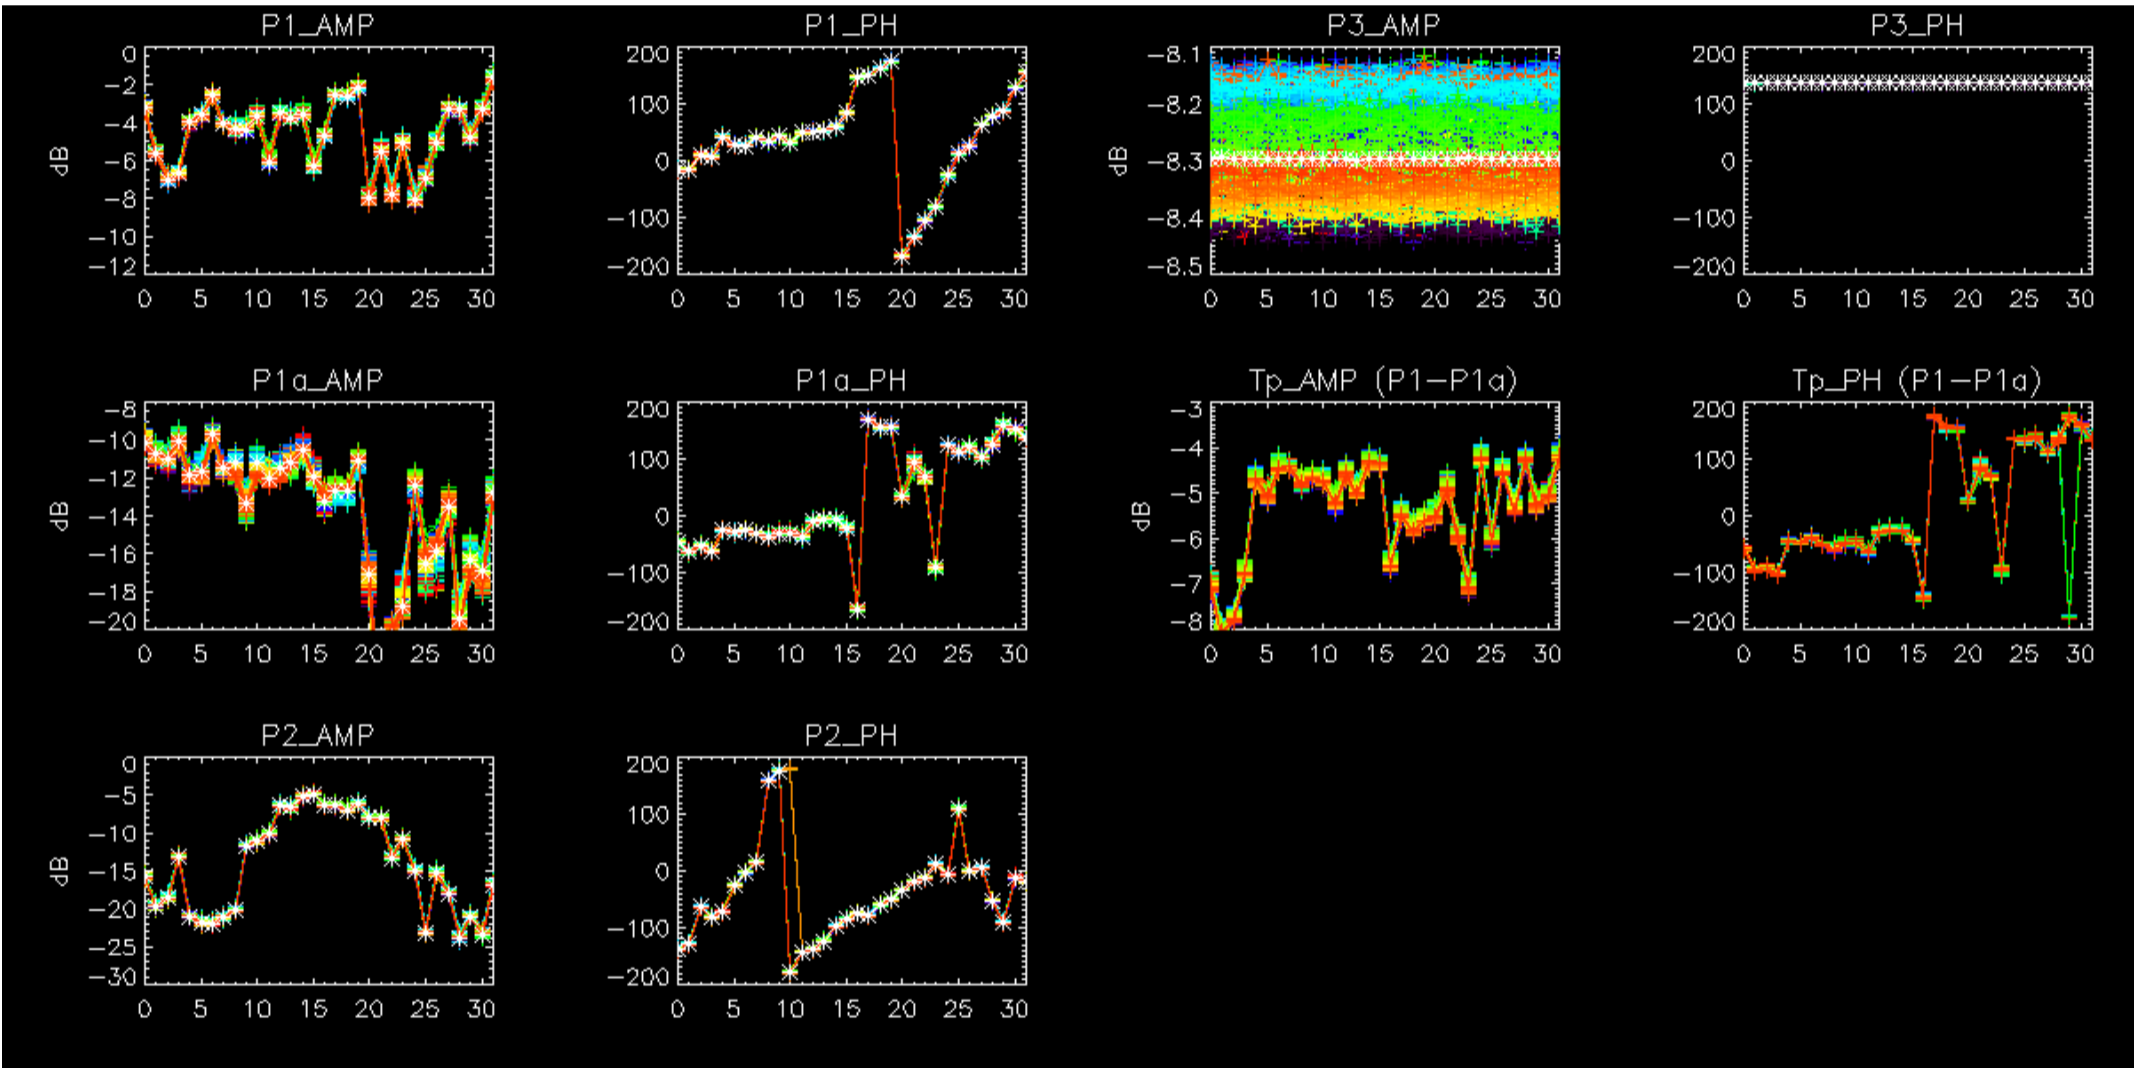 P1_AMP P1_PH P3_AMP P3_PH
0 200 -8.1 200
-2 100 -8.2 100
-4 0 -8.3 0
-6 -100 -8.4 -100
-8 -200 -8.5 -200
-10
-12
dB dB
0 5 10 15 20 25 30 0 5 10 15 20 25 30 0 5 10 15 20 25 30 0 5 10 15 20 25 30
P1a_AMP P1a_PH Tp_AMP (P1-P1a) Tp_PH (P1-P1a)
-8 200 -3 200
-10 100 -4 100
-12 0 -5 0
-14 -100 -6 -100
-16 -200 -7 -200
-18 -8
-20
dB dB
0 5 10 15 20 25 30 0 5 10 15 20 25 30 0 5 10 15 20 25 30 0 5 10 15 20 25 30
P2_AMP P2_PH
0 200
-5 100
-10 0
-15 -100
-20 -200
-25
-30
dB
0 5 10 15 20 25 30 0 5 10 15 20 25 30